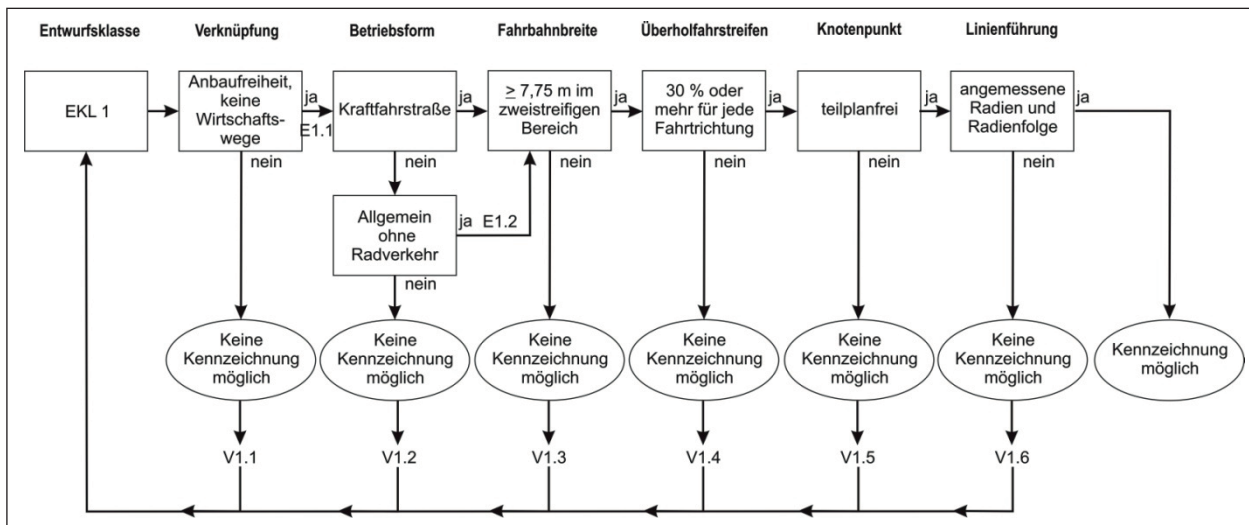 Entwurfsklasse Verknüpfung Betriebsform Fahrbahnbreite Überholfahrstreifen Knotenpunkt Linienführung
EKL 1
Anbaufreiheit,
keine
Wirtschafts-
wege
ja
E1.1
nein
Kraftfahrstraße
ja
nein
Allgemein
ohne
Radverkehr
ja E1.2
nein
≥ 7,75 m im
zweistreifigen
Bereich
ja
nein
30 % oder
mehr für jede
Fahrtrichtung
ja
nein
teilplanfrei
ja
nein
angemessene
Radien und
Radienfolge
ja
nein
Keine
Kennzeichnung
möglich
Keine
Kennzeichnung
möglich
Keine
Kennzeichnung
möglich
Keine
Kennzeichnung
möglich
Keine
Kennzeichnung
möglich
Keine
Kennzeichnung
möglich
Kennzeichnung
möglich
V1.1 V1.2 V1.3 V1.4 V1.5 V1.6